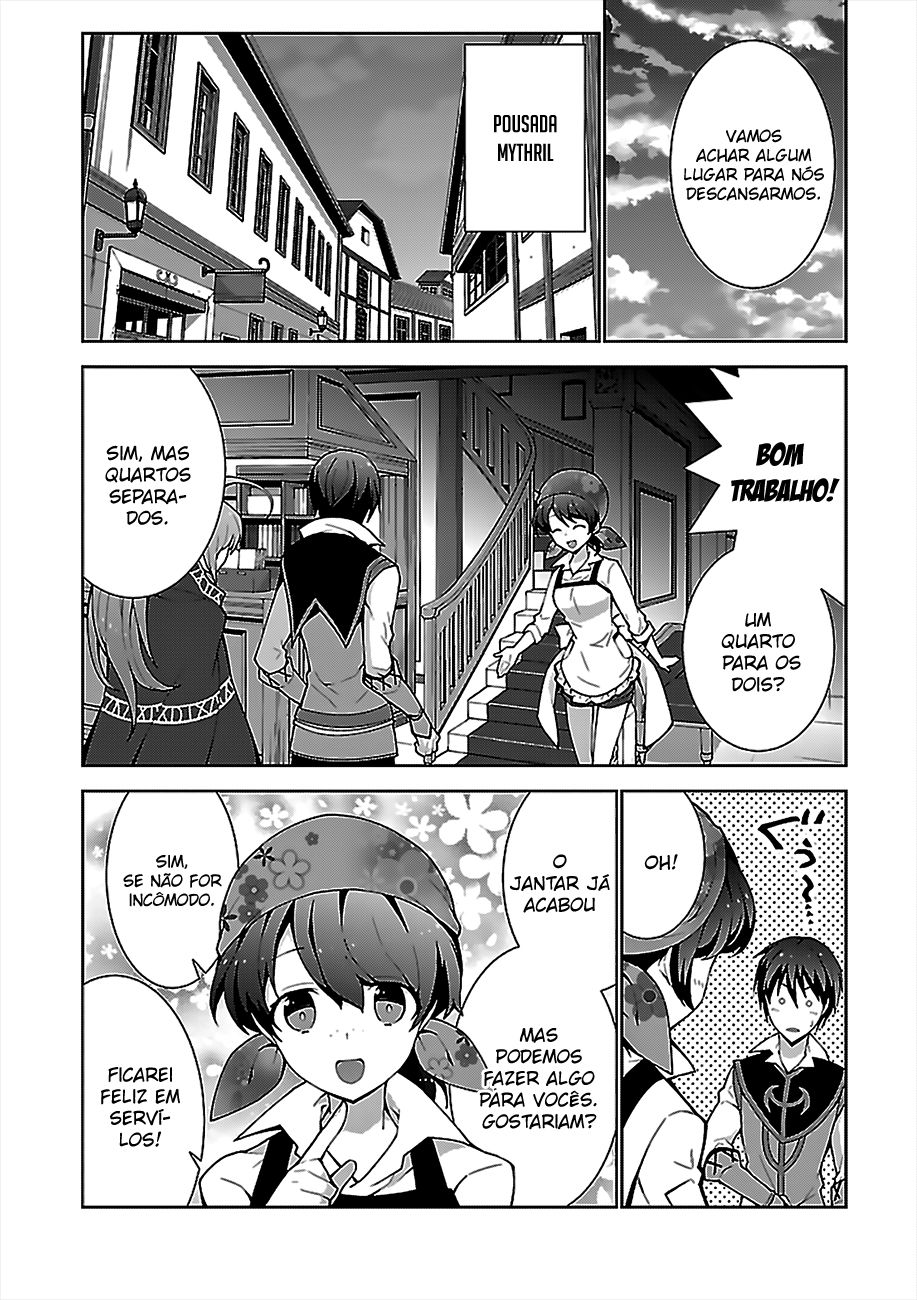 VAMOS
ACHAR ALGUM
LUGAR PARA NÓS
DESCANSARMOS.
POUSADA
MYTHRIL
BOM
TRABALHO!
UM
QUARTO
PARA OS
DOIS?
SIM, MAS
QUARTOS
SEPARA-
DOS.
ぐぅ〜
OH!
O
JANTAR JÁ
ACABOU
MAS
PODEMOS
FAZER ALGO
PARA VOCÊS.
GOSTARIAM?
SIM,
SE NÃO FOR
INCÔMODO.
FICAREI
FELIZ EM
SERVÍ-
LOS!